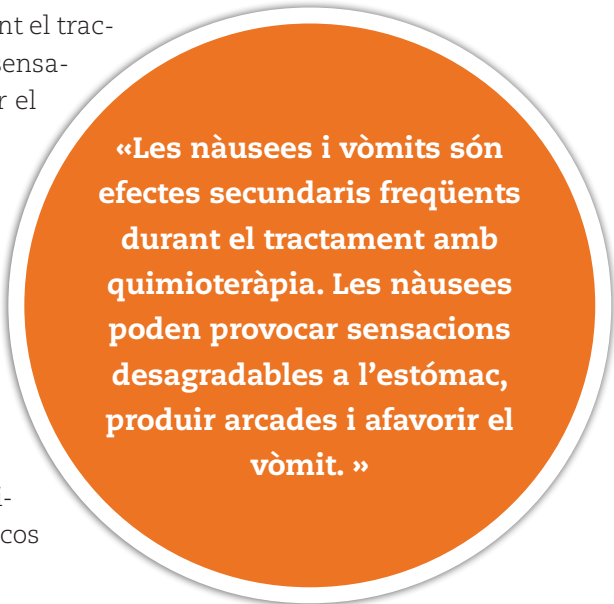 nt el trac-
sensa-
r el
«Les nàusees i vòmits són
efectes secundaris freqüents
durant el tractament amb
quimioteràpia. Les nàusees
poden provocar sensacions
desagradables a l’estómac,
produir arcades i afavorir el
vòmit. »
i-
cos